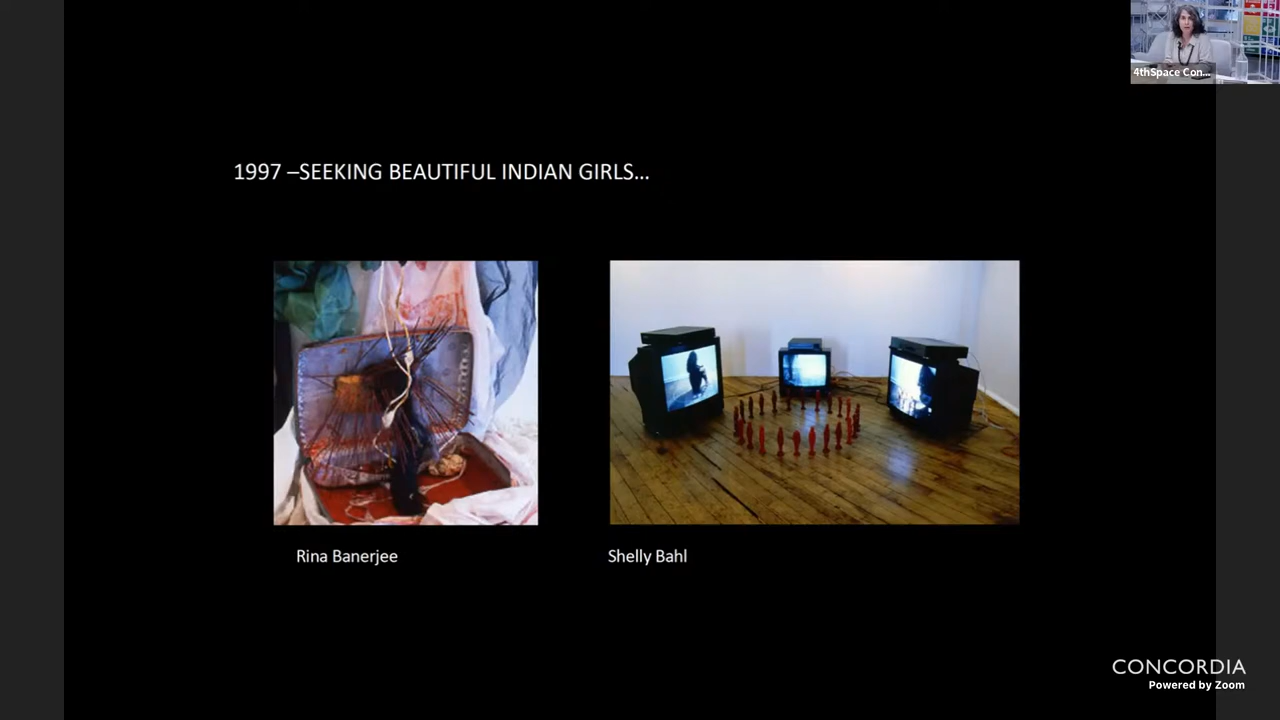 4thSpace Con...
1997 –SEEKING BEAUTIFUL INDIAN GIRLS...
Rina Banerjee
Shelly Bahl
CONCORDIA
Powered by Zoom